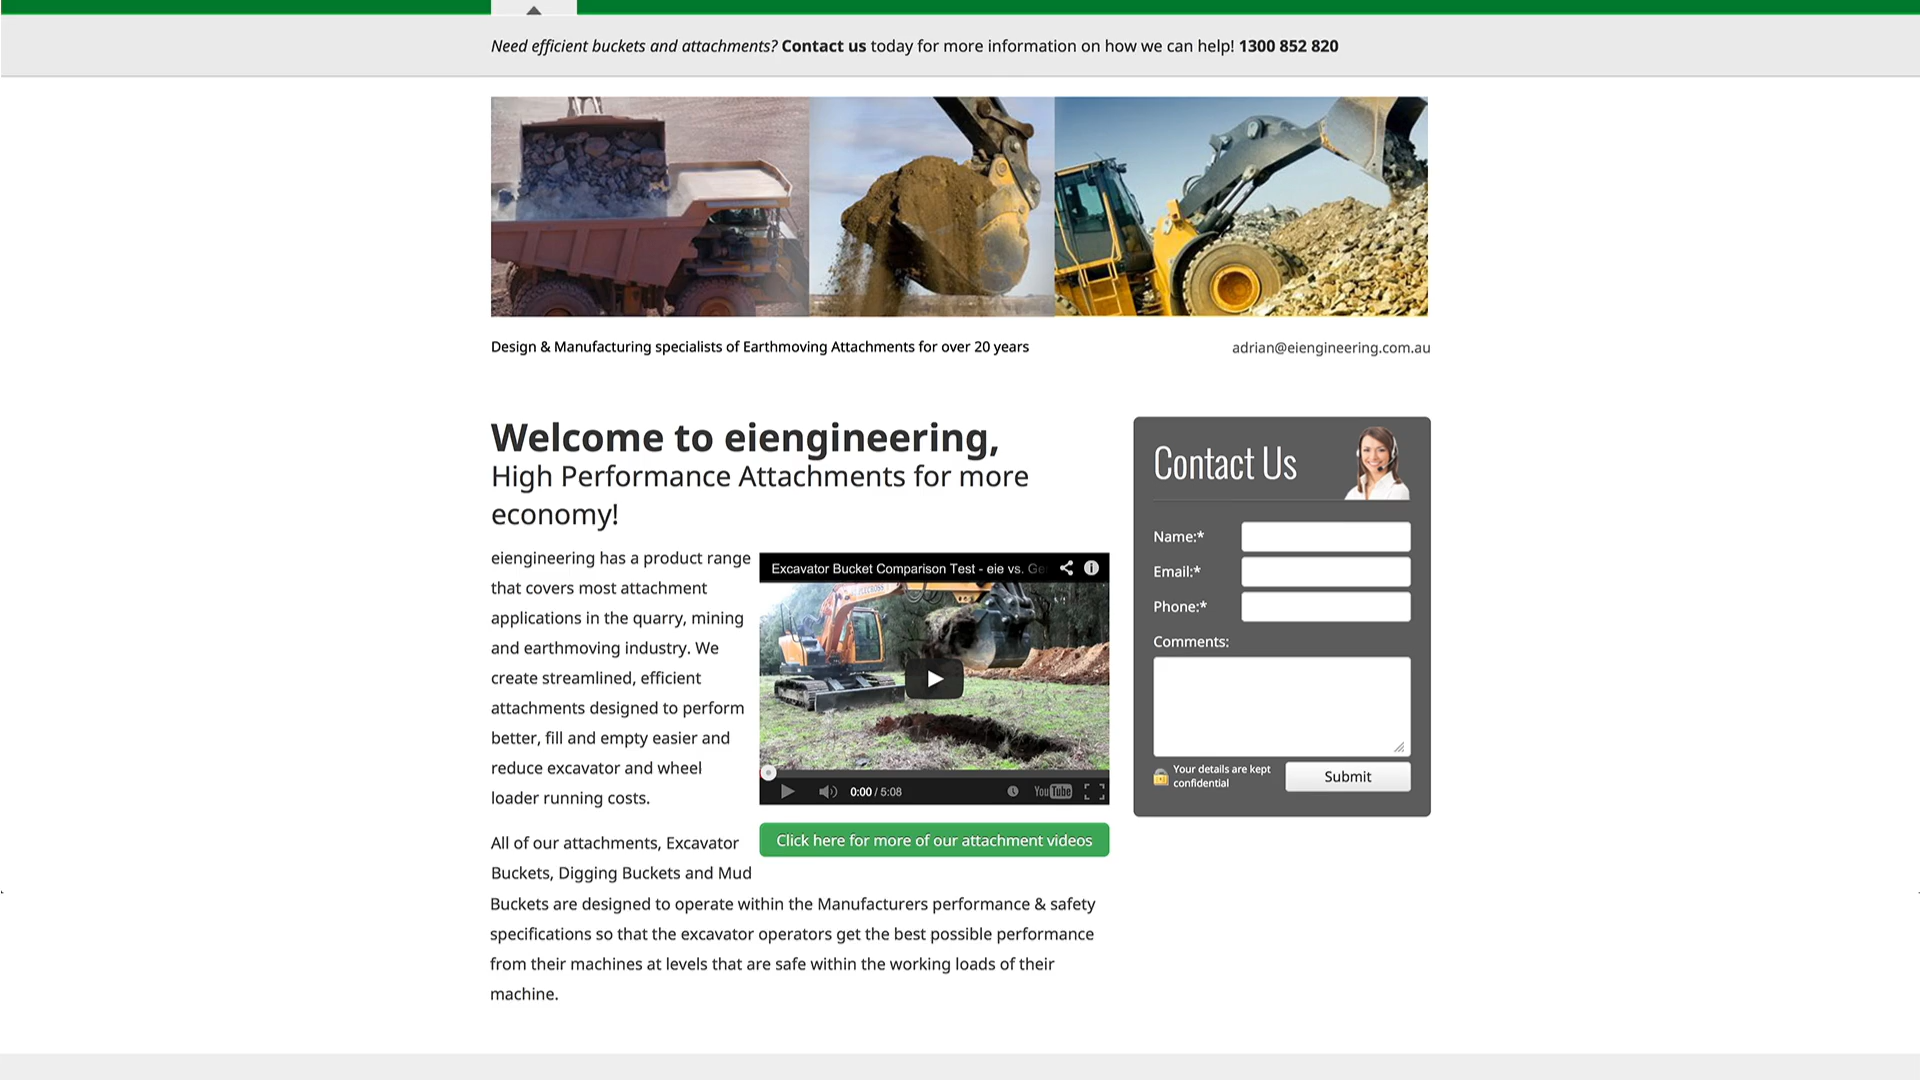 Need efficient buckets and attachments? Contact us today for more information on how we can help! 1300 852 820
Design & Manufacturing specialists of Earthmoving Attachments for over 20 years
adrian@eiengineering.com.au
Welcome to eiengineering,
High Performance Attachments for more
economy!
eiengineering has a product range
that covers most attachment
applications in the quarry, mining
and earthmoving industry. We
create streamlined, efficient
attachments designed to perform
better, fill and empty easier and
reduce excavator and wheel
loader running costs.
Excavator Bucket Comparison Test - eie vs. Ge
0:00 / 5:08
YouTube
Click here for more of our attachment videos
All of our attachments, Excavator
Buckets, Digging Buckets and Mud
Buckets are designed to operate within the Manufacturers performance & safety
specifications so that the excavator operators get the best possible performance
from their machines at levels that are safe within the working loads of their
machine.
Contact Us
Name:*
Email:*
Phone:*
Comments:
Your details are kept
confidential
Submit